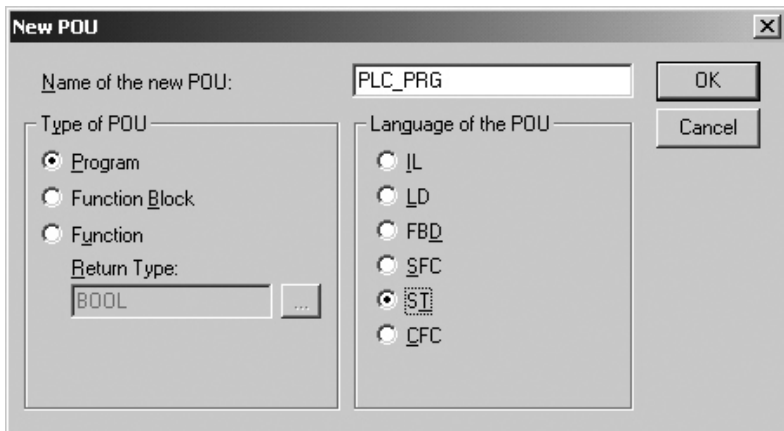 New POU
Name of the new POU:
PLC_PRG
OK
Cancel
Type of POU
Program
Function Block
Function
Return Type:
BOOL
...
Language of the POU
IL
LD
FBD
SFC
ST
CFC